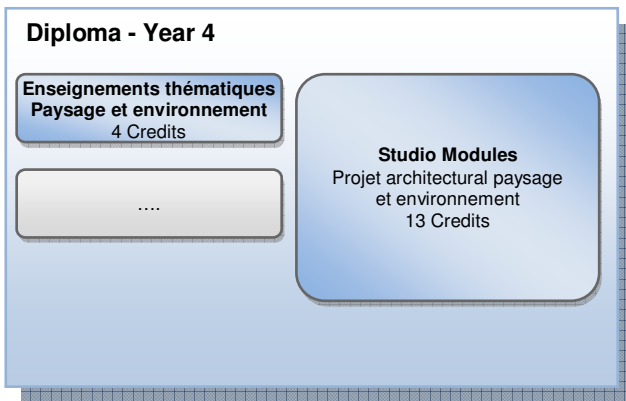 Diploma - Year 4
Enseignements thématiques
Paysage et environnement
4 Credits
....
Studio Modules
Projet architectural paysage
et environnement
13 Credits